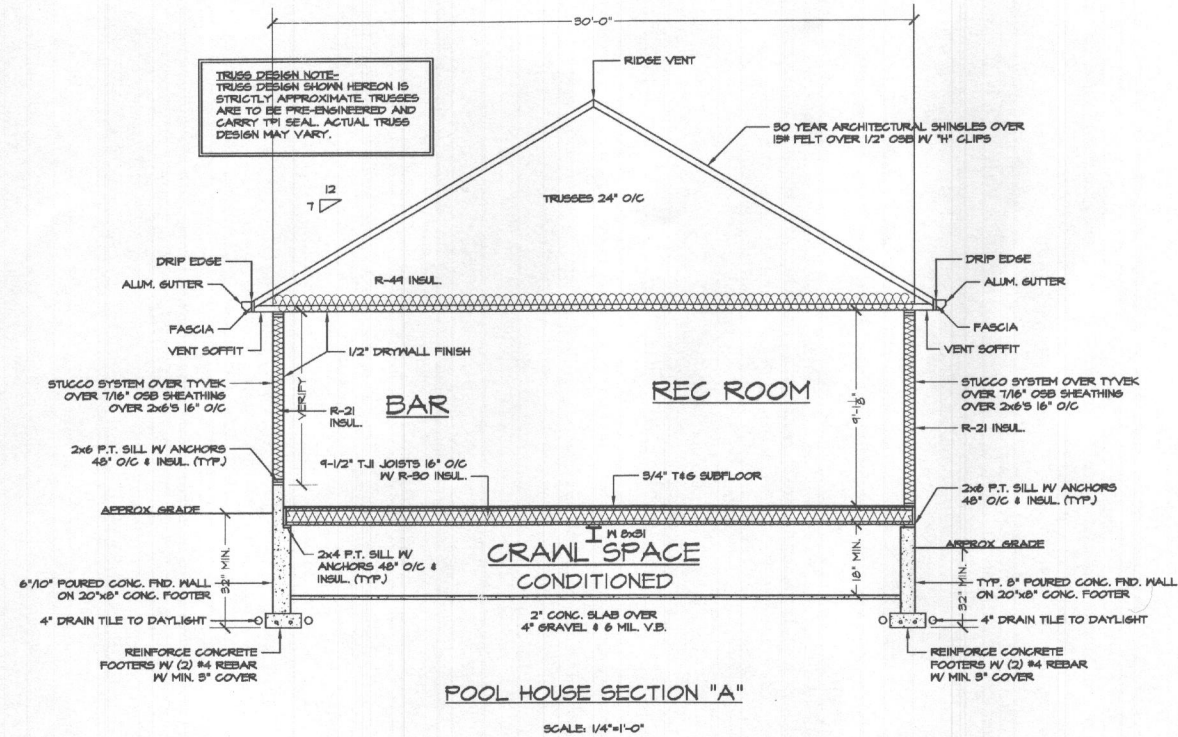 30'-0"
RIDGE VENT
TRUSS DESIGN NOTE-
TRUSS DESIGN SHOWN HEREON IS
STRICTLY APPROXIMATE. TRUSSES
ARE TO BE PRE-ENGINEERED AND
CARRY TPI SEAL. ACTUAL TRUSS
DESIGN MAY VARY.
30 YEAR ARCHITECTURAL SHINGLES OVER
15# FELT OVER 1/2" OSB W/ "H" CLIPS
12
7
TRUSSES 24" O/C
DRIP EDGE
ALUM. GUTTER
FASCIA
VENT SOFFIT
R-49 INSUL.
DRIP EDGE
ALUM. GUTTER
FASCIA
VENT SOFFIT
1/2" DRYWALL FINISH
STUCCO SYSTEM OVER TYVEK
OVER 7/16" OSB SHEATHING
OVER 2x6'S 16" O/C
VERIFY
R-21
INSUL.
BAR
REC ROOM
9'-1⅛"
STUCCO SYSTEM OVER TYVEK
OVER 7/16" OSB SHEATHING
OVER 2x6'S 16" O/C
R-21 INSUL.
2x6 P.T. SILL W/ ANCHORS
48" O/C & INSUL. (TYP.)
9-1/2" TJI JOISTS 16" O/C
W/ R-30 INSUL.
3/4" T&G SUBFLOOR
2x6 P.T. SILL W/ ANCHORS
48" O/C & INSUL. (TYP.)
APPROX. GRADE
W 8x31
CRAWL SPACE
CONDITIONED
18" MIN.
APPROX. GRADE
32" MIN.
2x4 P.T. SILL W/
ANCHORS 48" O/C &
INSUL. (TYP.)
6"/10" POURED CONC. FND. WALL
ON 20"x8" CONC. FOOTER
32" MIN.
TYP. 8" POURED CONC. FND. WALL
ON 20"x8" CONC. FOOTER
2" CONC. SLAB OVER
4" GRAVEL & 6 MIL. V.B.
4" DRAIN TILE TO DAYLIGHT
4" DRAIN TILE TO DAYLIGHT
REINFORCE CONCRETE
FOOTERS W/ (2) #4 REBAR
W/ MIN. 3" COVER
REINFORCE CONCRETE
FOOTERS W/ (2) #4 REBAR
W/ MIN. 3" COVER
POOL HOUSE SECTION "A"
SCALE: 1/4"=1'-0"